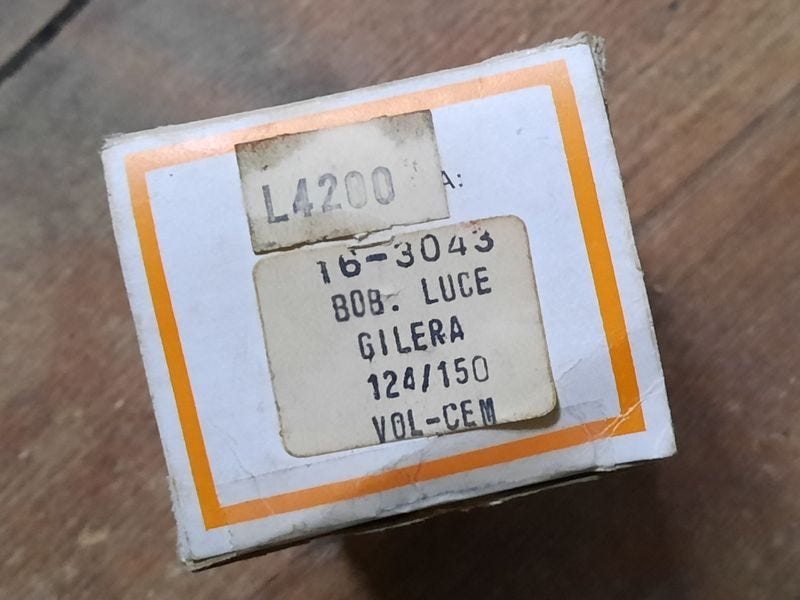 L4200
A:
16-3043
BOB. LUCE
GILERA
124/150
VOL-CEM